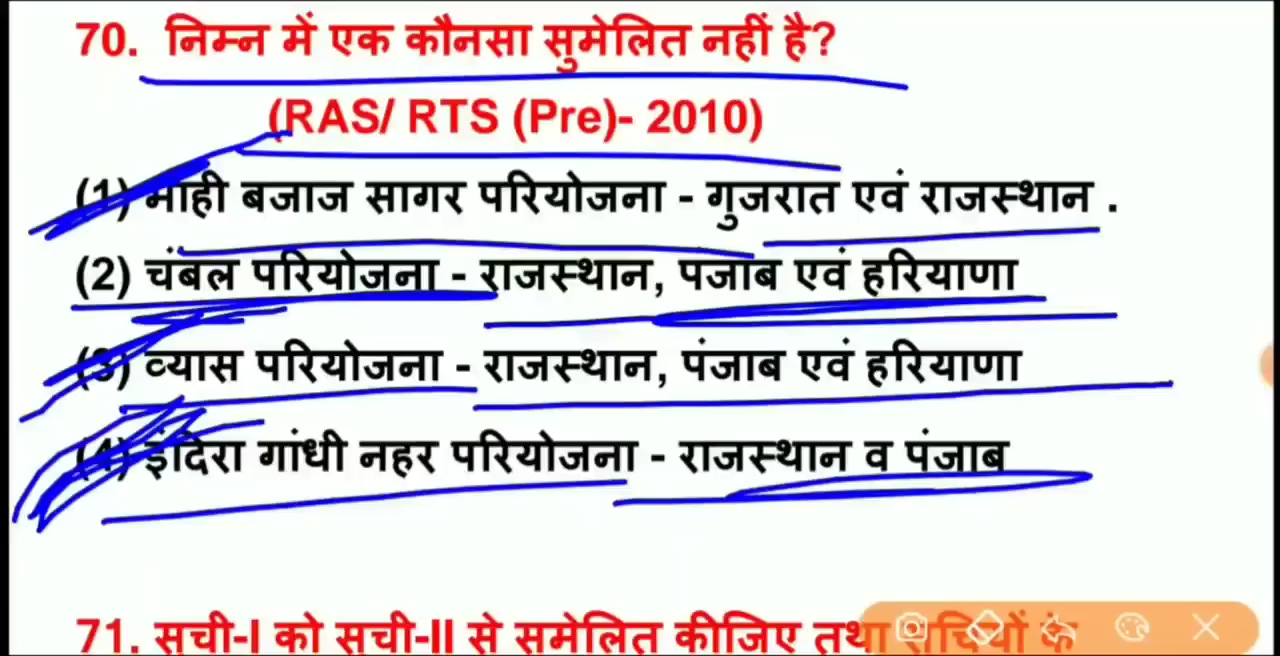 70. निम्न में एक कौनसा सुमेलित नहीं है?
(RAS/ RTS (Pre)- 2010)
(1) माही बजाज सागर परियोजना - गुजरात एवं राजस्थान .
(2) चंबल परियोजना - राजस्थान, पंजाब एवं हरियाणा
(3) व्यास परियोजना - राजस्थान, पंजाब एवं हरियाणा
(4) इंदिरा गांधी नहर परियोजना - राजस्थान व पंजाब
71. सूची-I को सूची-II से सुमेलित कीजिए तथा